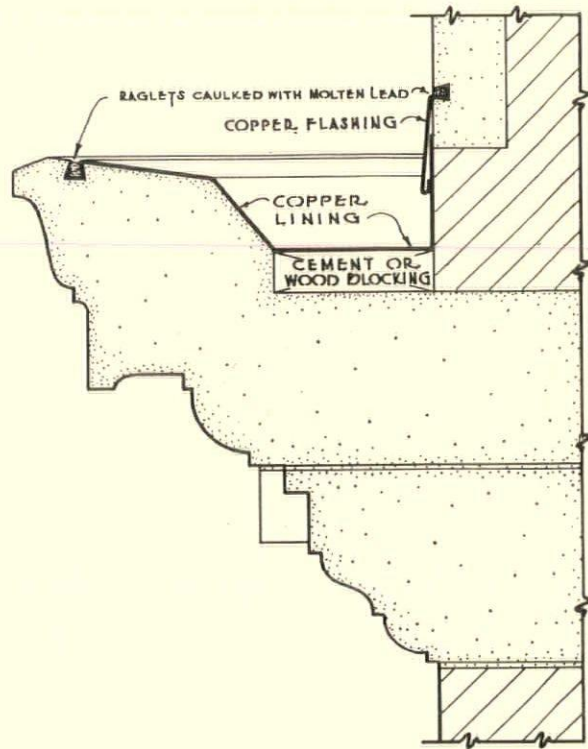 RAGLETS CAULKED WITH MOLTEN LEAD
COPPER FLASHING
COPPER
LINING
CEMENT OR
WOOD BLOCKING